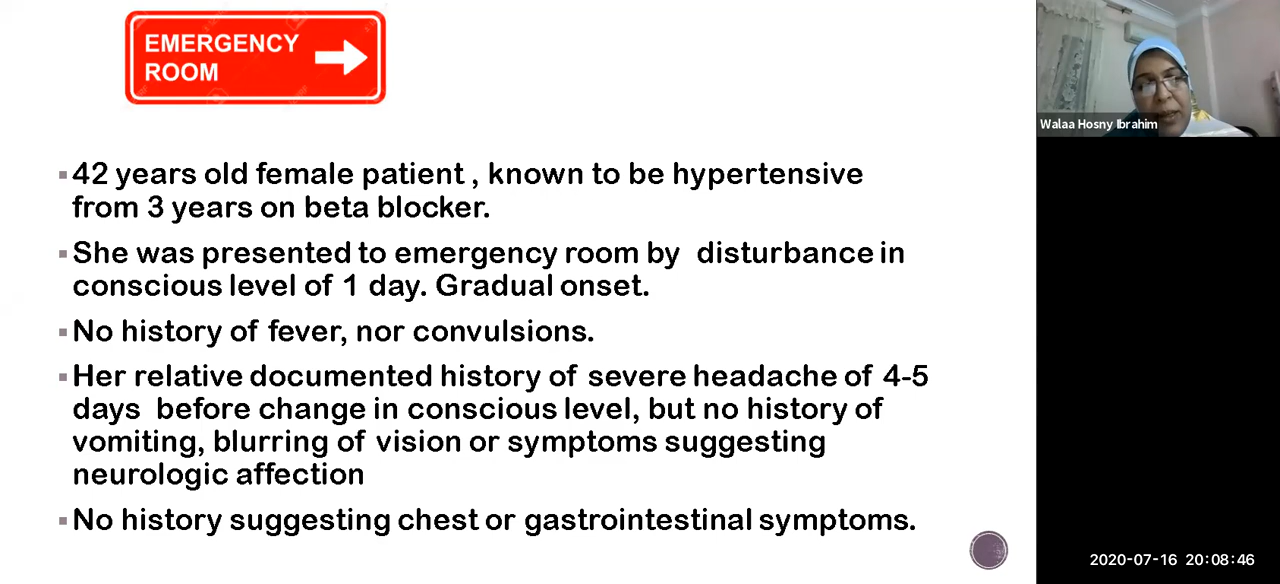 EMERGENCY
ROOM
42 years old female patient , known to be hypertensive
from 3 years on beta blocker.
She was presented to emergency room by disturbance in
conscious level of 1 day. Gradual onset.
No history of fever, nor convulsions.
Her relative documented history of severe headache of 4-5
days before change in conscious level, but no history of
vomiting, blurring of vision or symptoms suggesting
neurologic affection
No history suggesting chest or gastrointestinal symptoms.
Walaa Hosny Ibrahim
2020-07-16 20:08:46